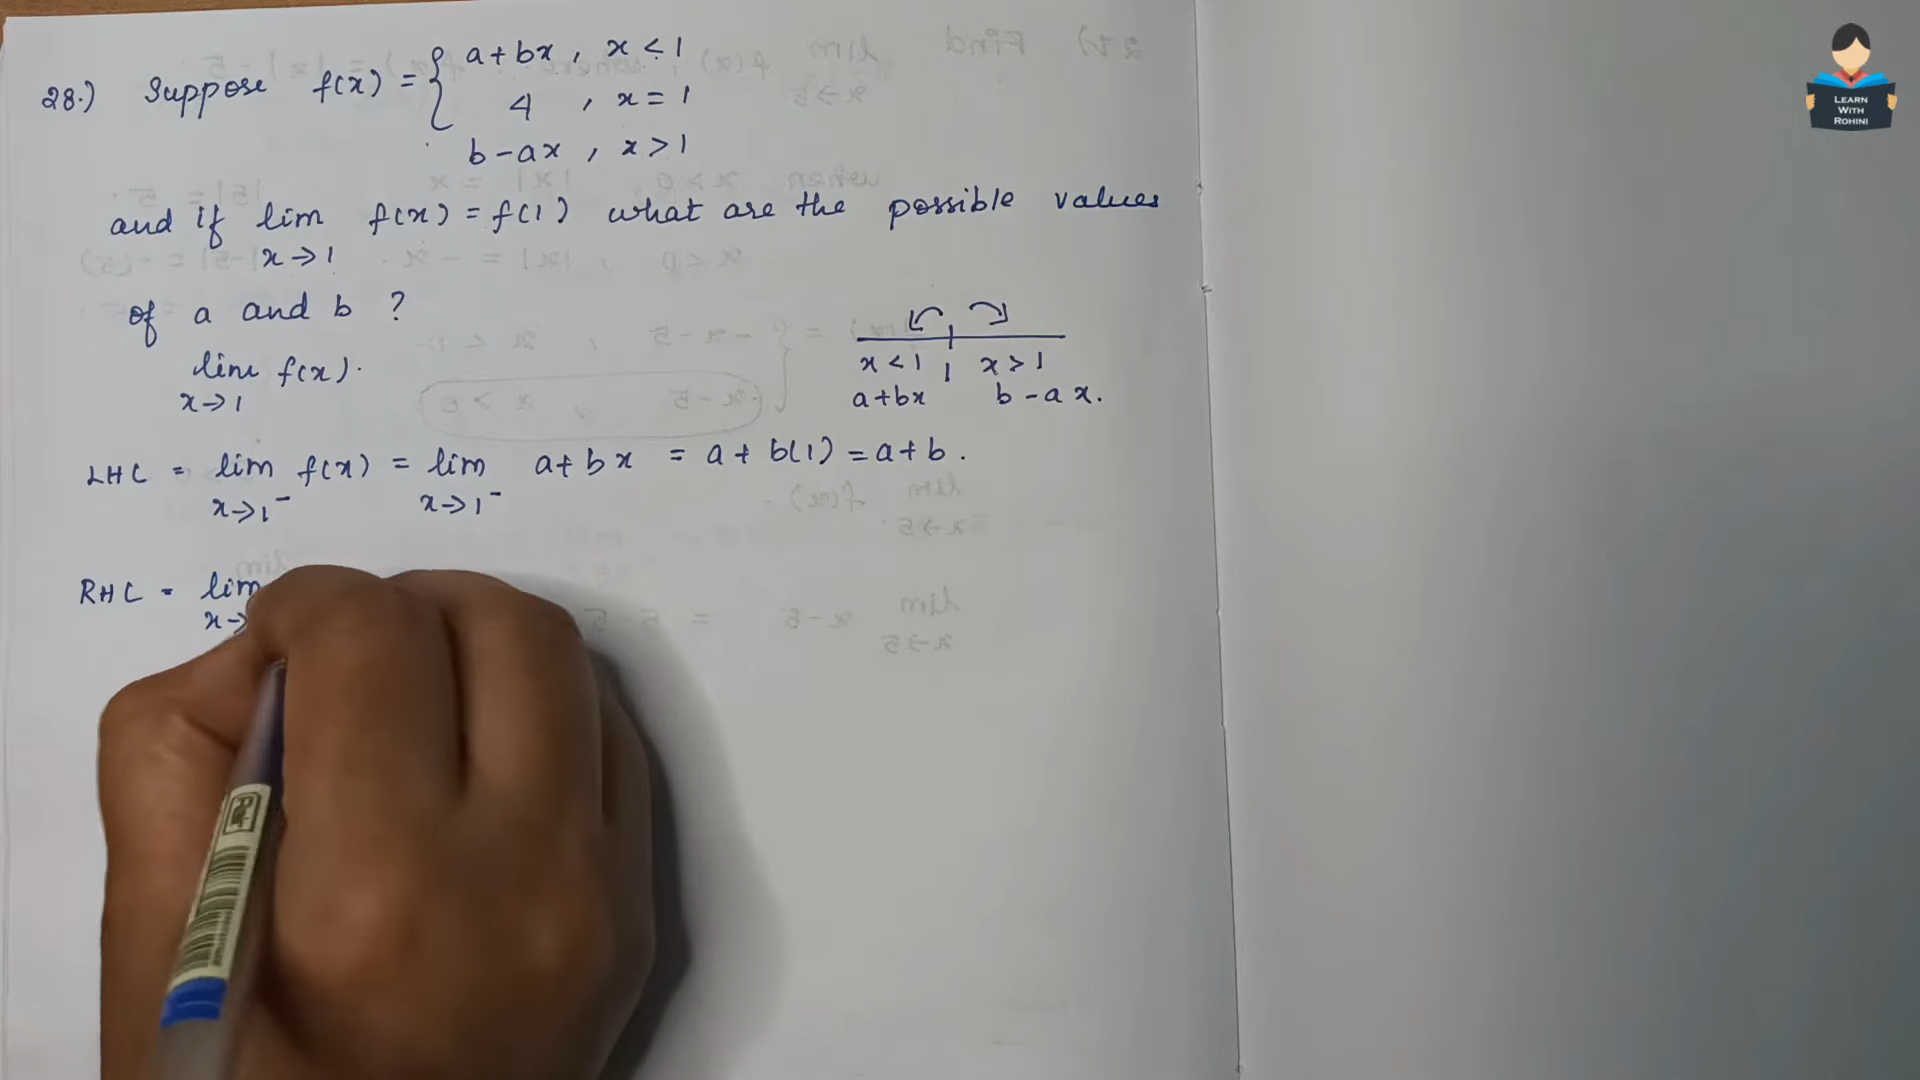 28.) Suppose f(x) = { a+bx , x < 1
4 , x = 1
b-ax , x > 1
and if lim f(x) = f(1) what are the possible values
x→1
of a and b ?
lim f(x).
x→1
x < 1 1 x > 1
a+bx b-ax.
LHL = lim f(x) = lim a+bx = a+b(1) = a+b.
x→1⁻ x→1⁻
RHL = lim
x→
LEARN
WITH
ROHINI